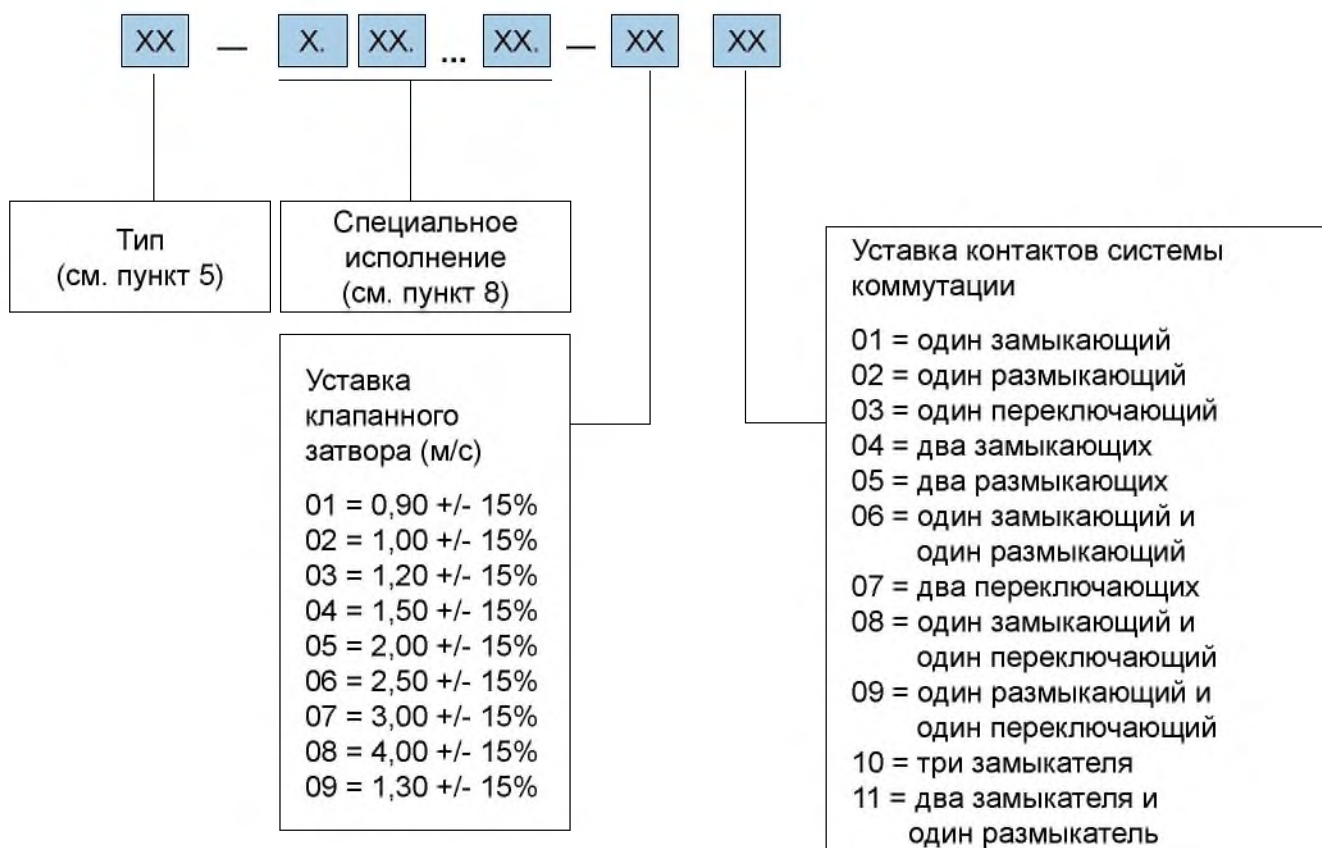 XX — X. XX. ... XX. — XX XX
Тип
(см. пункт 5)
Специальное
исполнение
(см. пункт 8)
Уставка
клапанного
затвора (м/с)
01 = 0,90 +/- 15%
02 = 1,00 +/- 15%
03 = 1,20 +/- 15%
04 = 1,50 +/- 15%
05 = 2,00 +/- 15%
06 = 2,50 +/- 15%
07 = 3,00 +/- 15%
08 = 4,00 +/- 15%
09 = 1,30 +/- 15%
Уставка контактов системы
коммутации
01 = один замыкающий
02 = один размыкающий
03 = один переключающий
04 = два замыкающих
05 = два размыкающих
06 = один замыкающий и
один размыкающий
07 = два переключающих
08 = один замыкающий и
один переключающий
09 = один размыкающий и
один переключающий
10 = три замыкателя
11 = два замыкателя и
один размыкатель